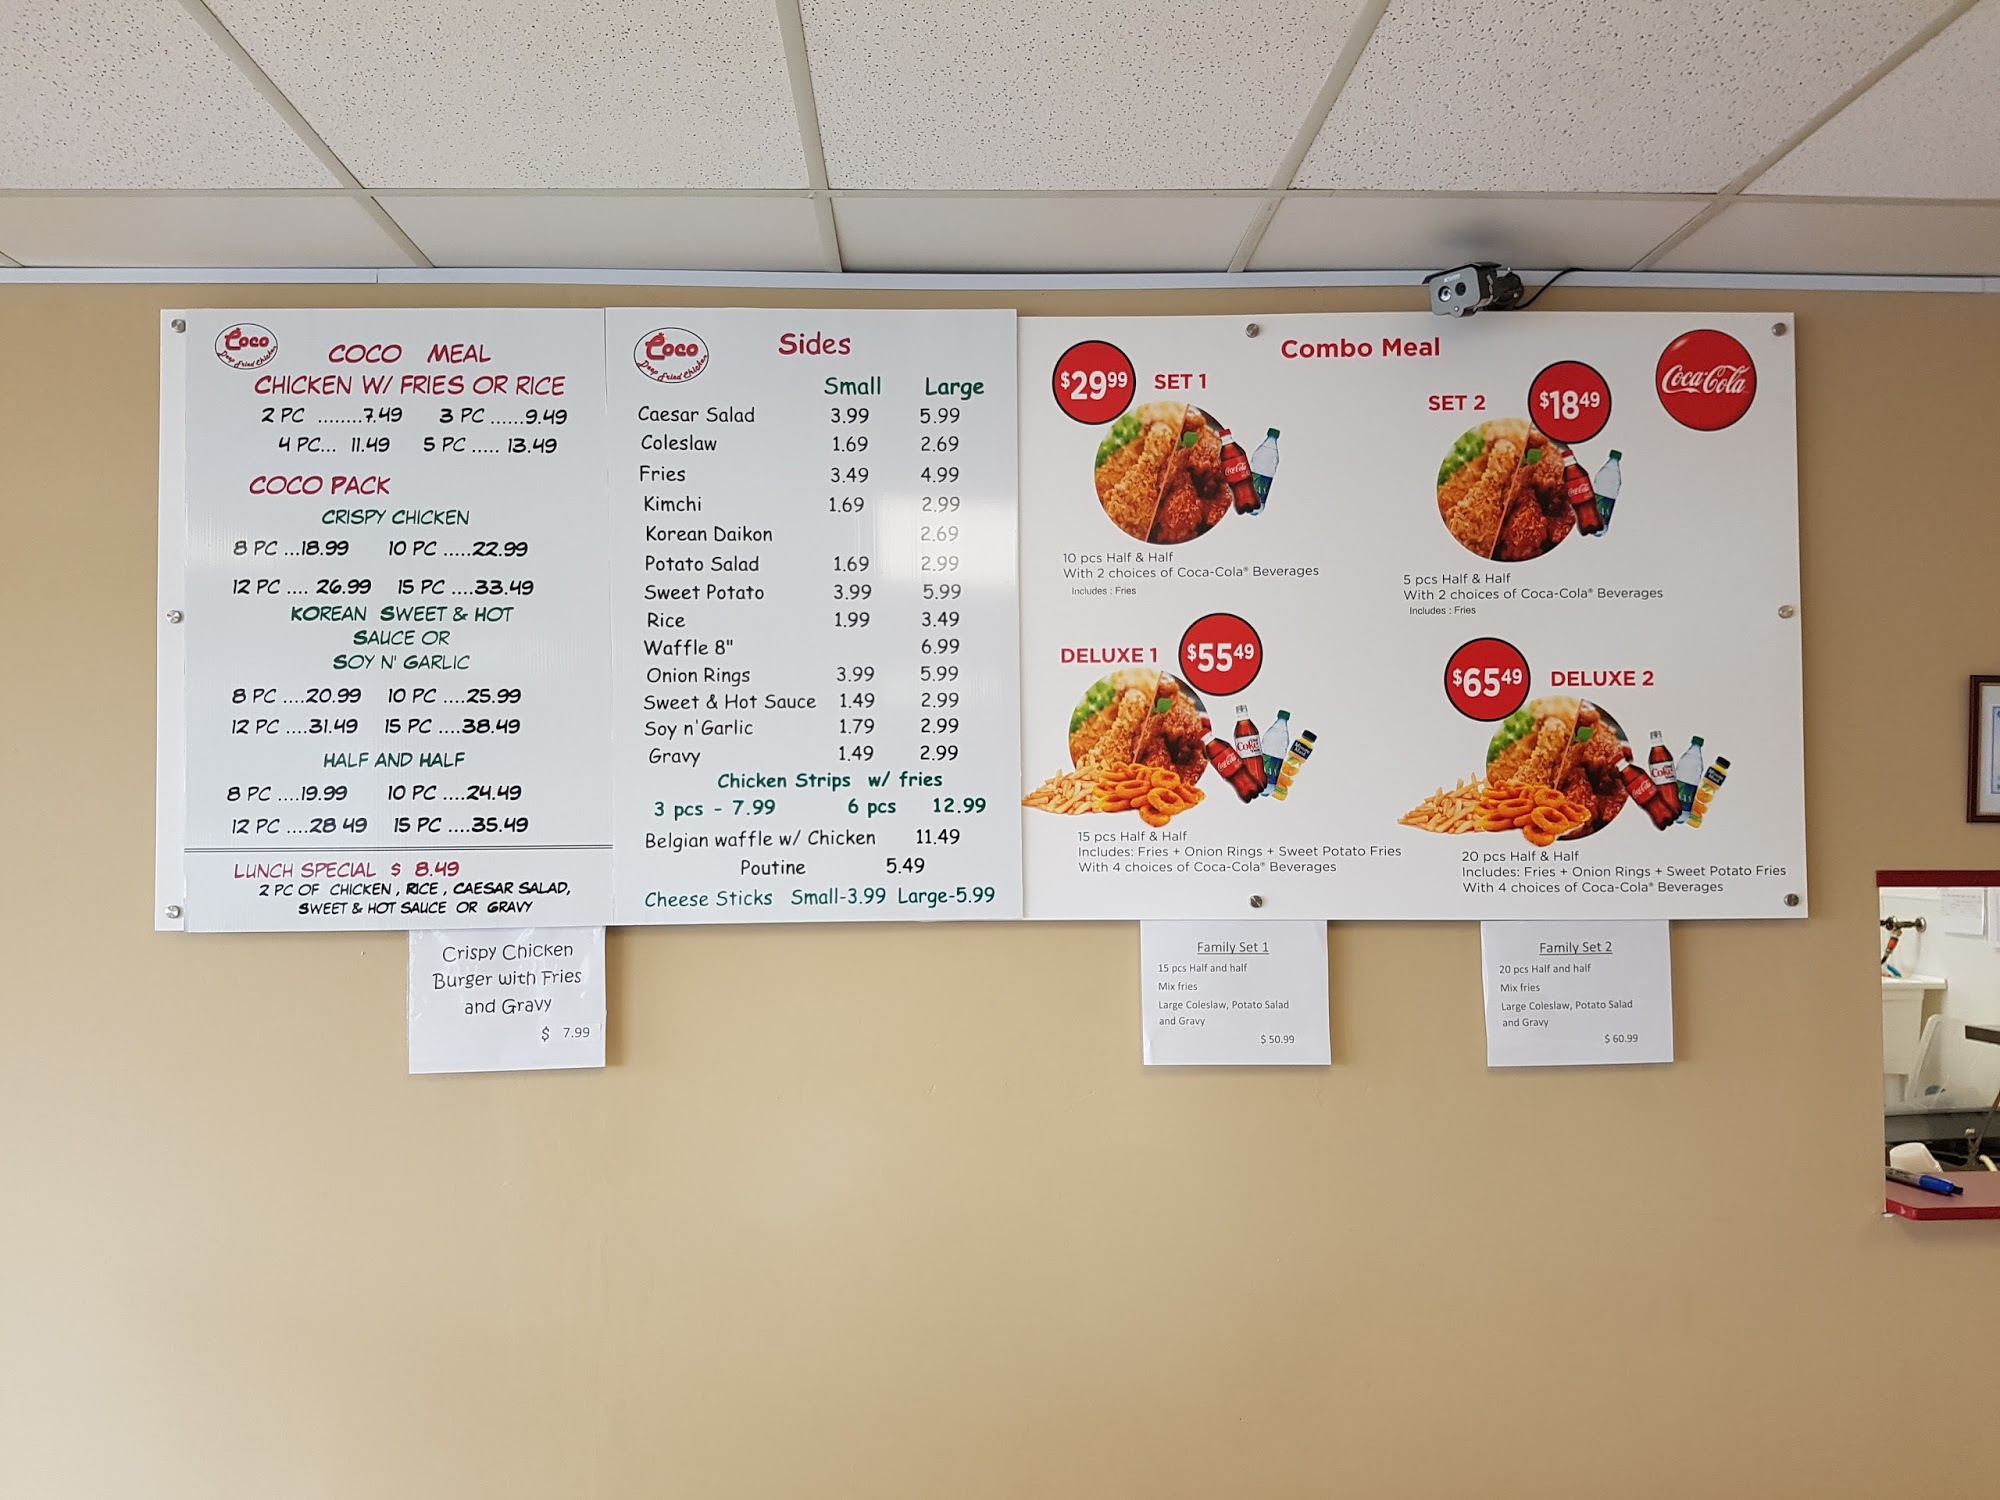 Coco
Deep Fried Chicken
COCO MEAL
CHICKEN W/ FRIES OR RICE
2 PC ........7.49 3 PC ......9.49
4 PC... 11.49 5 PC ..... 13.49
COCO PACK
CRISPY CHICKEN
8 PC ...18.99 10 PC .....22.99
12 PC .... 26.99 15 PC ....33.49
KOREAN SWEET & HOT
SAUCE OR
SOY N' GARLIC
8 PC ....20.99 10 PC ....25.99
12 PC ....31.49 15 PC ....38.49
HALF AND HALF
8 PC ....19.99 10 PC ....24.49
12 PC ....28 49 15 PC ....35.49
LUNCH SPECIAL $ 8.49
2 PC OF CHICKEN , RICE , CAESAR SALAD,
SWEET & HOT SAUCE OR GRAVY
Crispy Chicken
Burger with Fries
and Gravy
$ 7.99
Coco
Deep Fried Chicken
Sides
Small Large
Caesar Salad 3.99 5.99
Coleslaw 1.69 2.69
Fries 3.49 4.99
Kimchi 1.69 2.99
Korean Daikon 2.69
Potato Salad 1.69 2.99
Sweet Potato 3.99 5.99
Rice 1.99 3.49
Waffle 8" 6.99
Onion Rings 3.99 5.99
Sweet & Hot Sauce 1.49 2.99
Soy n'Garlic 1.79 2.99
Gravy 1.49 2.99
Chicken Strips w/ fries
3 pcs - 7.99 6 pcs 12.99
Belgian waffle w/ Chicken 11.49
Poutine 5.49
Cheese Sticks Small-3.99 Large-5.99
Combo Meal
Coca-Cola
$29.99 SET 1
Coca-Cola
10 pcs Half & Half
With 2 choices of Coca-Cola® Beverages
Includes : Fries
SET 2 $18.49
Coca-Cola
5 pcs Half & Half
With 2 choices of Coca-Cola® Beverages
Includes : Fries
DELUXE 1 $55.49
Coca-Cola
Coke
15 pcs Half & Half
Includes: Fries + Onion Rings + Sweet Potato Fries
With 4 choices of Coca-Cola® Beverages
$65.49 DELUXE 2
Coca-Cola
Coke
20 pcs Half & Half
Includes: Fries + Onion Rings + Sweet Potato Fries
With 4 choices of Coca-Cola® Beverages
Family Set 1
15 pcs Half and half
Mix fries
Large Coleslaw, Potato Salad
and Gravy
$ 50.99
Family Set 2
20 pcs Half and half
Mix fries
Large Coleslaw, Potato Salad
and Gravy
$ 60.99